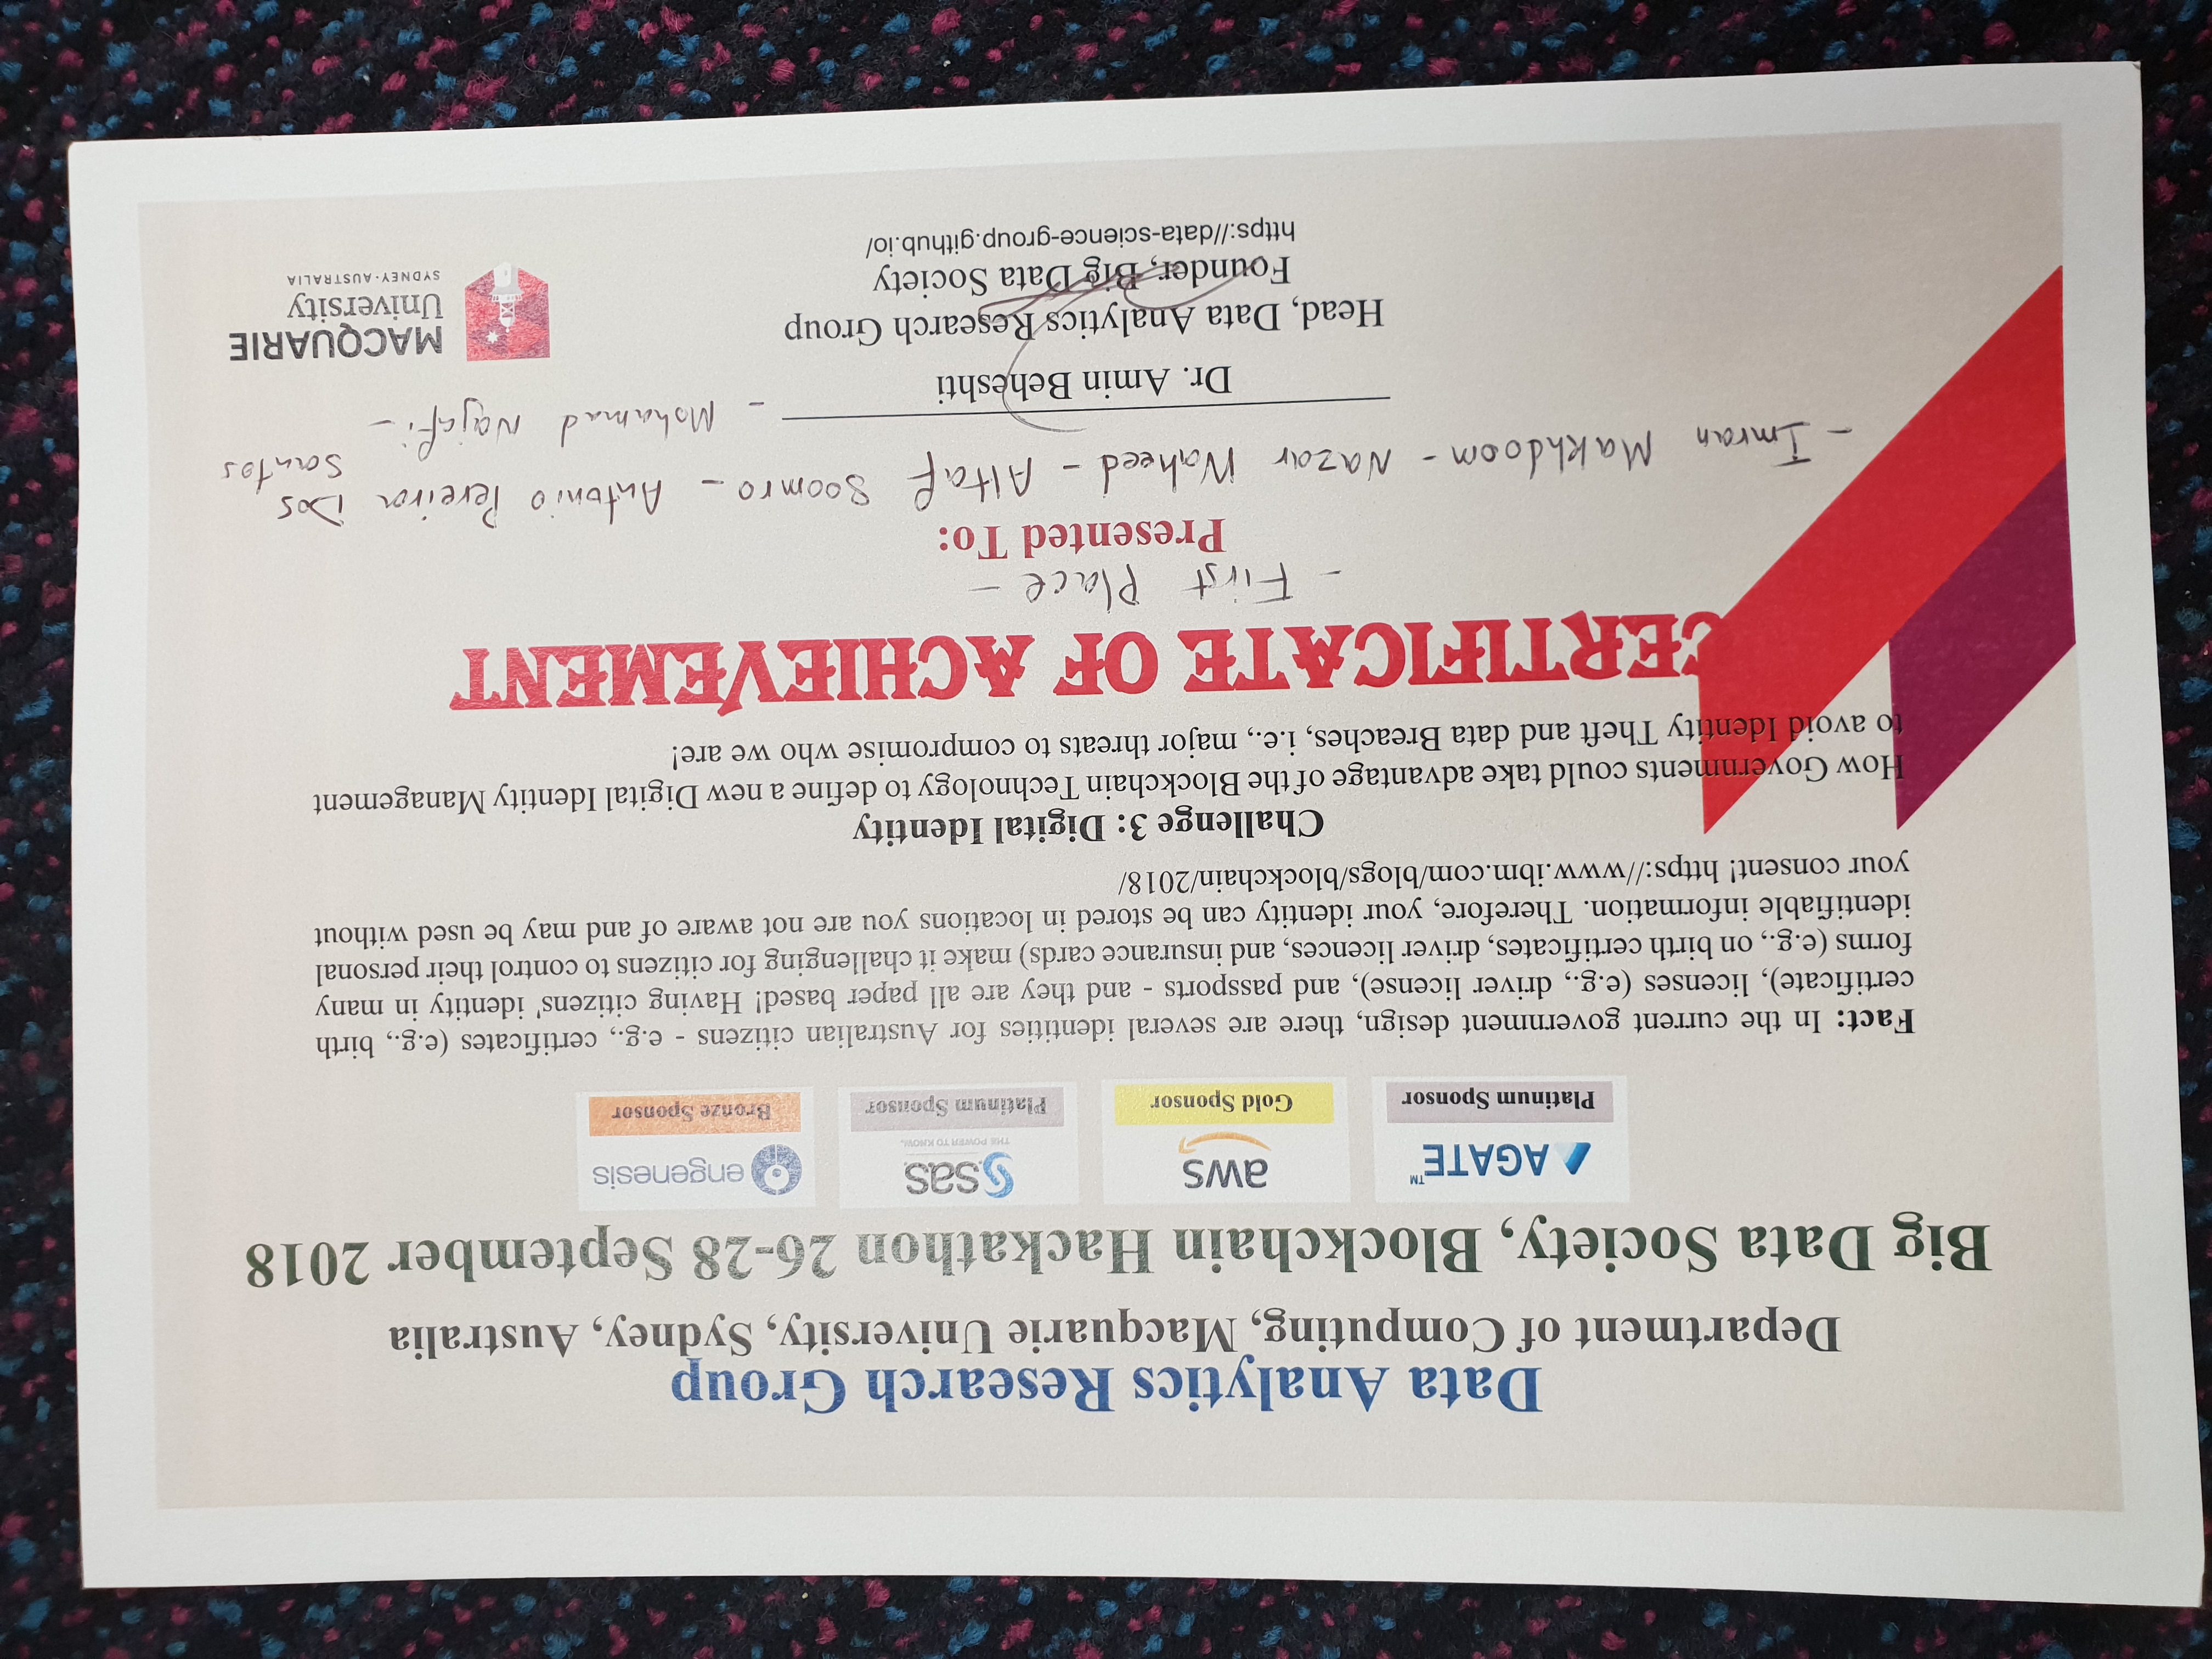 Data Analytics Research Group
Department of Computing, Macquarie University, Sydney, Australia
Big Data Society, Blockchain Hackathon 26-28 September 2018
AGATE™
Platinum Sponsor
aws
Gold Sponsor
sas
THE POWER TO KNOW.
Platinum Sponsor
engenesis
Bronze Sponsor
Fact: In the current government design, there are several identities for Australian citizens - e.g., certificates (e.g., birth
certificate), licenses (e.g., driver license), and passports - and they are all paper based! Having citizens' identity in many
forms (e.g., on birth certificates, driver licences, and insurance cards) make it challenging for citizens to control their personal
identifiable information. Therefore, your identity can be stored in locations you are not aware of and may be used without
your consent! https://www.ibm.com/blogs/blockchain/2018/
Challenge 3: Digital Identity
How Governments could take advantage of the Blockchain Technology to define a new Digital Identity Management
to avoid Identity Theft and data Breaches, i.e., major threats to compromise who we are!
CERTIFICATE OF ACHIEVEMENT
- First Place -
Presented To:
- Imran Makhdoom - Nazar Waheed - Altaf Soomro - Antonio Pereira Dos
Santos
- Mohamad Najafi -
Dr. Amin Beheshti
Head, Data Analytics Research Group
Founder, Big Data Society
https://data-science-group.github.io/
MACQUARIE
University
SYDNEY·AUSTRALIA